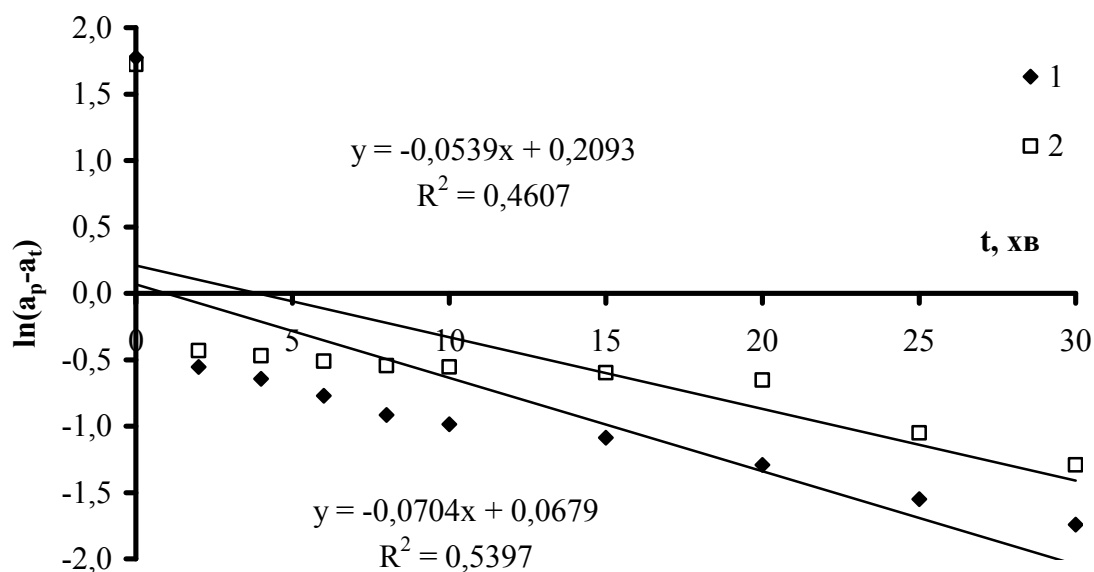 2,0
1,5
1,0
0,5
0,0
-0,5
-1,0
-1,5
-2,0
ln(aₚ-aₜ)
y = -0,0539x + 0,2093
R² = 0,4607
1
2
t, хв
0 5 10 15 20 25 30
y = -0,0704x + 0,0679
R² = 0,5397